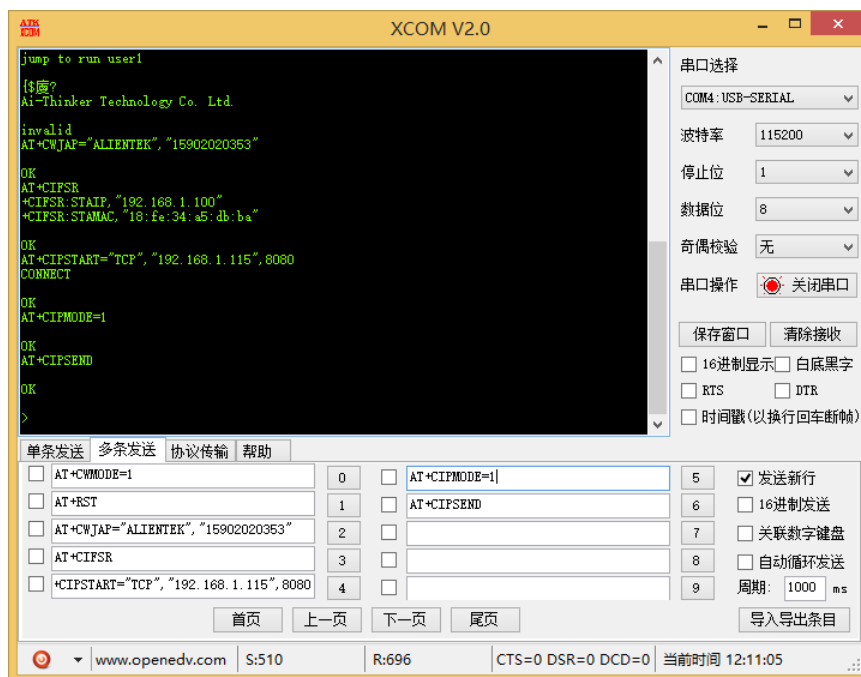 ATK
XCOM
XCOM V2.0
jump to run user1
{$廈?
Ai-Thinker Technology Co. Ltd.
invalid
AT+CWJAP="ALIENTEK","15902020353"
OK
AT+CIFSR
+CIFSR:STAIP,"192.168.1.100"
+CIFSR:STAMAC,"18:fe:34:a5:db:ba"
OK
AT+CIPSTART="TCP","192.168.1.115",8080
CONNECT
OK
AT+CIPMODE=1
OK
AT+CIPSEND
OK
>
串口选择
COM4:USB-SERIAL
波特率 115200
停止位 1
数据位 8
奇偶校验 无
串口操作 关闭串口
保存窗口 清除接收
16进制显示 白底黑字
RTS DTR
时间戳(以换行回车断帧)
单条发送 多条发送 协议传输 帮助
AT+CWMODE=1 0 AT+CIPMODE=1 5 发送新行
AT+RST 1 AT+CIPSEND 6 16进制发送
AT+CWJAP="ALIENTEK","15902020353" 2 7 关联数字键盘
AT+CIFSR 3 8 自动循环发送
+CIPSTART="TCP","192.168.1.115",8080 4 9 周期: 1000 ms
首页 上一页 下一页 尾页 导入导出条目
www.openedv.com S:510 R:696 CTS=0 DSR=0 DCD=0 当前时间 12:11:05